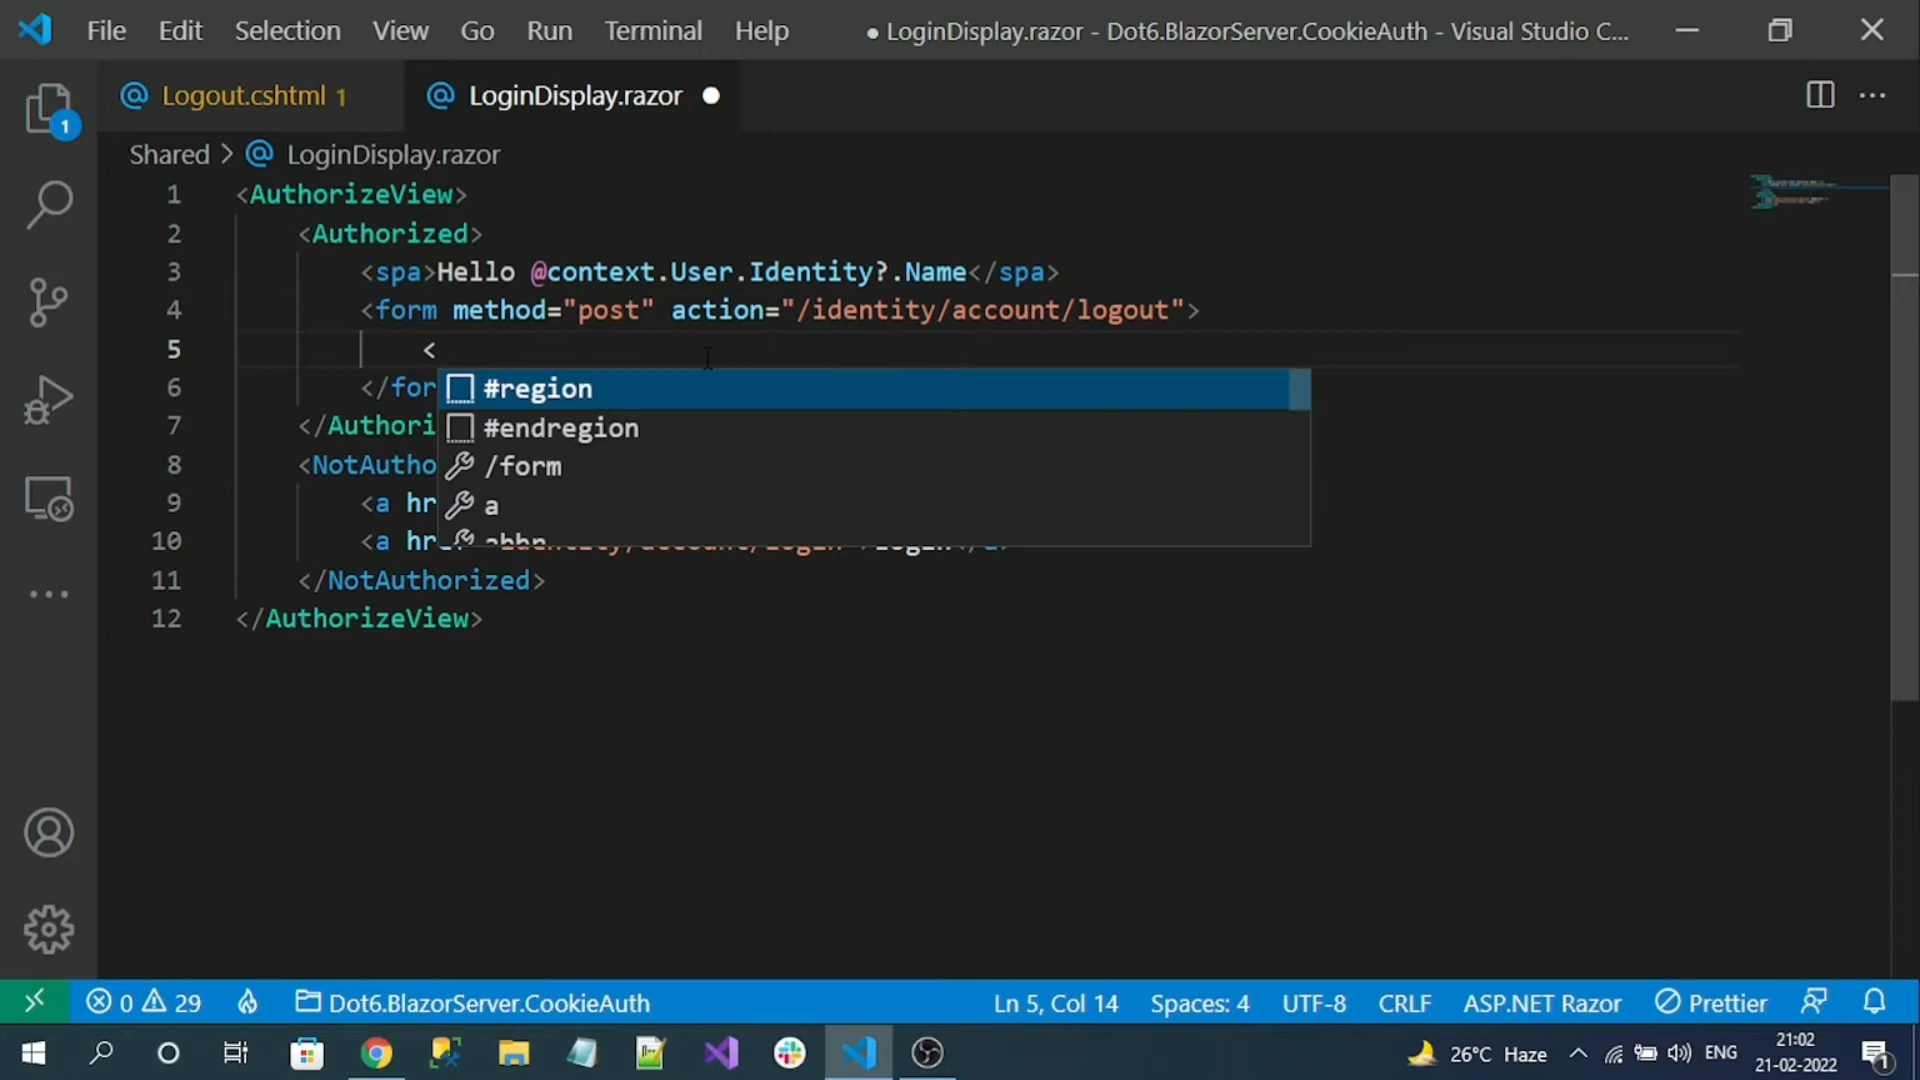 File Edit Selection View Go Run Terminal Help ● LoginDisplay.razor - Dot6.BlazorServer.CookieAuth - Visual Studio C...
Logout.cshtml 1 LoginDisplay.razor
Shared > LoginDisplay.razor
1 <AuthorizeView>
2 <Authorized>
3 <spa>Hello @context.User.Identity?.Name</spa>
4 <form method="post" action="/identity/account/logout">
5 <
6 </for
#region
7 </Authori
#endregion
8 <NotAutho
/form
9 <a hr
a
10 <a hr
11 </NotAuthorized>
12 </AuthorizeView>
1
0 29 Dot6.BlazorServer.CookieAuth Ln 5, Col 14 Spaces: 4 UTF-8 CRLF ASP.NET Razor Prettier
26°C Haze ENG 21:02
21-02-2022
1